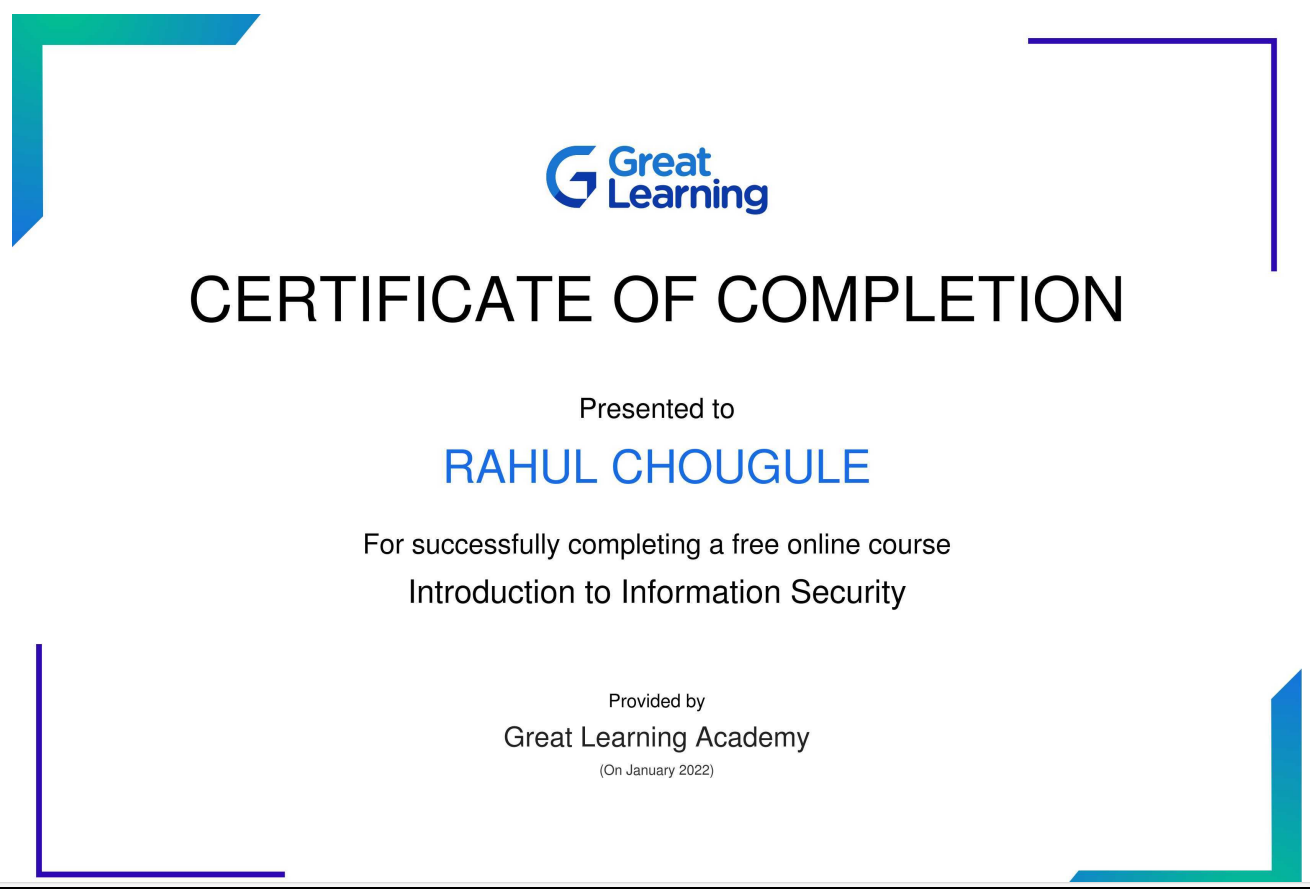 Great
Learning
CERTIFICATE OF COMPLETION
Presented to
RAHUL CHOUGULE
For successfully completing a free online course
Introduction to Information Security
Provided by
Great Learning Academy
(On January 2022)